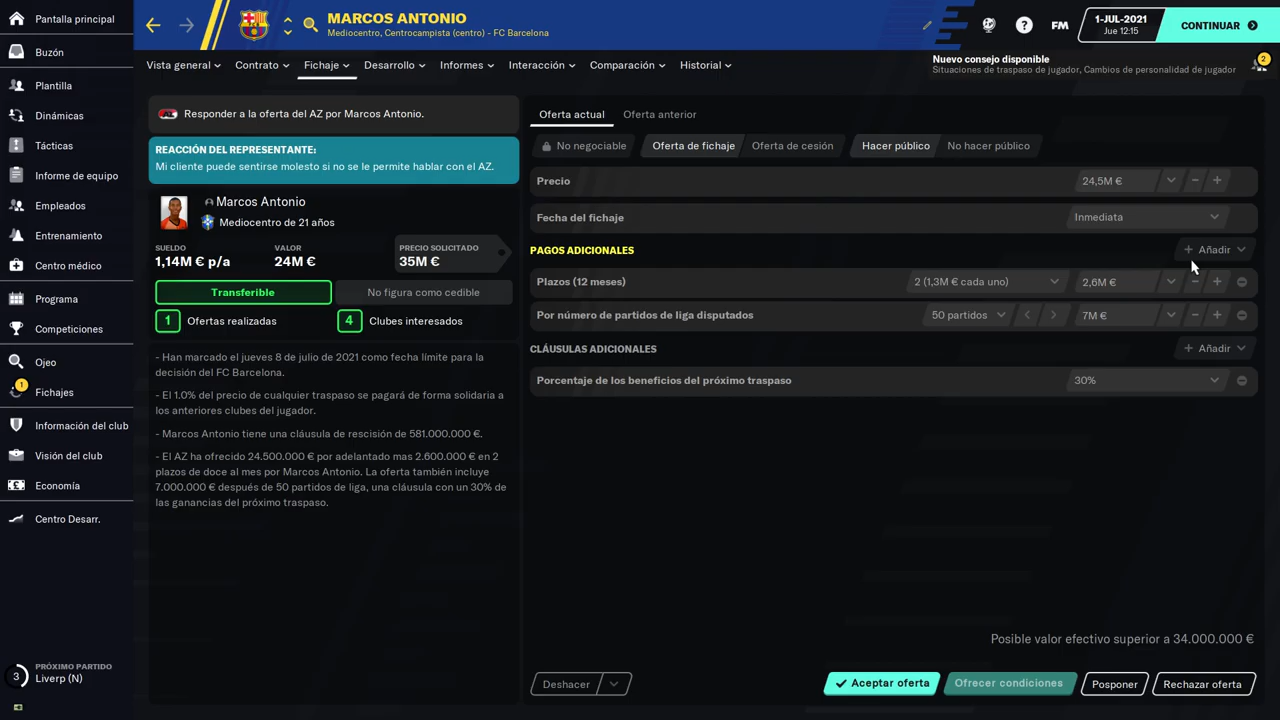 Pantalla principal
Buzón
Plantilla
Dinámicas
Tácticas
Informe de equipo
Empleados
Entrenamiento
Centro médico
Programa
Competiciones
Ojeo
1
Fichajes
Información del club
Visión del club
Economía
Centro Desarr.
3
PRÓXIMO PARTIDO
Liverp (N)
MARCOS ANTONIO
Mediocentro, Centrocampista (centro) - FC Barcelona
?
FM
1-JUL-2021
Jue 12:15
CONTINUAR
Vista general
Contrato
Fichaje
Desarrollo
Informes
Interacción
Comparación
Historial
Nuevo consejo disponible
Situaciones de traspaso de jugador, Cambios de personalidad de jugador
2
Responder a la oferta del AZ por Marcos Antonio.
REACCIÓN DEL REPRESENTANTE:
Mi cliente puede sentirse molesto si no se le permite hablar con el AZ.
Marcos Antonio
Mediocentro de 21 años
SUELDO VALOR PRECIO SOLICITADO
1,14M € p/a 24M € 35M €
Transferible No figura como cedible
1 Ofertas realizadas 4 Clubes interesados
- Han marcado el jueves 8 de julio de 2021 como fecha límite para la
decisión del FC Barcelona.
- El 1.0% del precio de cualquier traspaso se pagará de forma solidaria a
los anteriores clubes del jugador.
- Marcos Antonio tiene una cláusula de rescisión de 581.000.000 €.
- El AZ ha ofrecido 24.500.000 € por adelantado mas 2.600.000 € en 2
plazos de doce al mes por Marcos Antonio. La oferta también incluye
7.000.000 € después de 50 partidos de liga, una cláusula con un 30% de
las ganancias del próximo traspaso.
Oferta actual Oferta anterior
No negociable Oferta de fichaje Oferta de cesión Hacer público No hacer público
Precio 24,5M € - +
Fecha del fichaje Inmediata
PAGOS ADICIONALES + Añadir
Plazos (12 meses) 2 (1,3M € cada uno) 2,6M € - +
Por número de partidos de liga disputados 50 partidos < > 7M € - +
CLÁUSULAS ADICIONALES + Añadir
Porcentaje de los beneficios del próximo traspaso 30%
Posible valor efectivo superior a 34.000.000 €
Deshacer Aceptar oferta Ofrecer condiciones Posponer Rechazar oferta